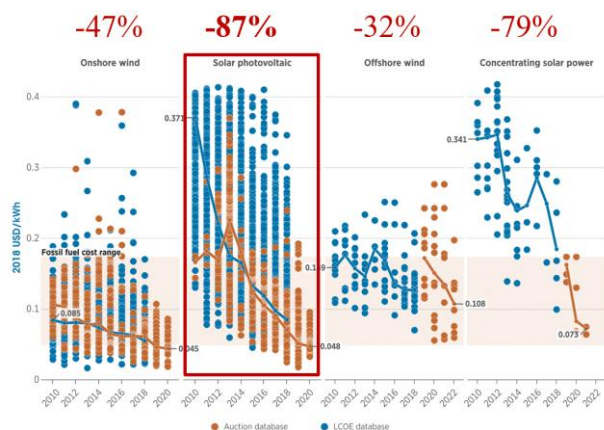 -47%
-87%
-32%
-79%
Onshore wind
Solar photovoltaic
Offshore wind
Concentrating solar power
2018 USD/kWh
0.4
0.3
0.2
0.1
0
0.371
0.341
Fossil fuel cost range
0.085
0.045
0.048
0.108
0.073
2010 2012 2014 2016 2018 2020
2010 2012 2014 2016 2018 2020
2010 2012 2014 2016 2018 2020 2022
2010 2012 2014 2016 2018 2020 2022
Auction database
LCOE database